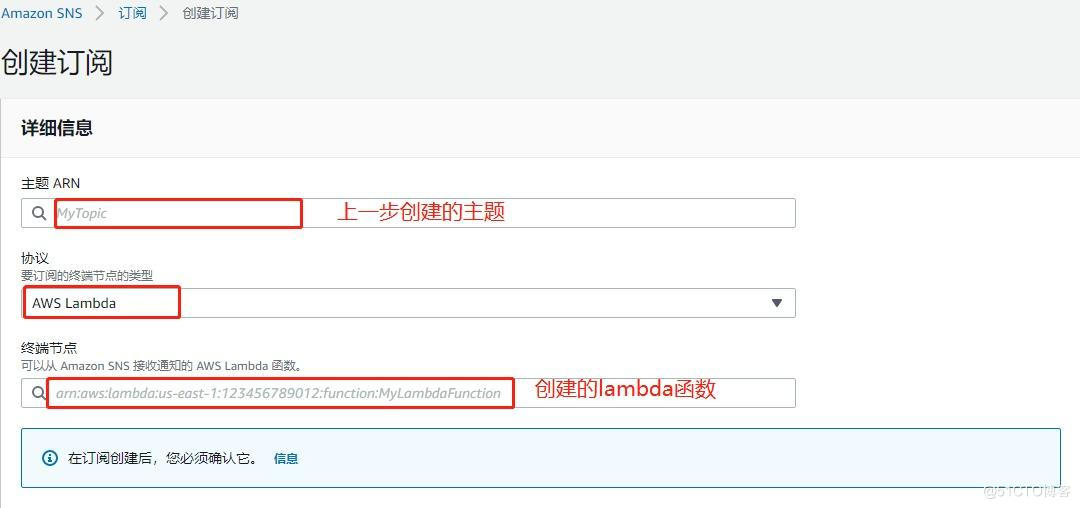 Amazon SNS > 订阅 > 创建订阅
创建订阅
详细信息
主题 ARN
MyTopic 上一步创建的主题
协议
要订阅的终端节点的类型
AWS Lambda
终端节点
可以从 Amazon SNS 接收通知的 AWS Lambda 函数。
arn:aws:lambda:us-east-1:123456789012:function:MyLambdaFunction 创建的lambda函数
在订阅创建后，您必须确认它。 信息
@51CTO博客